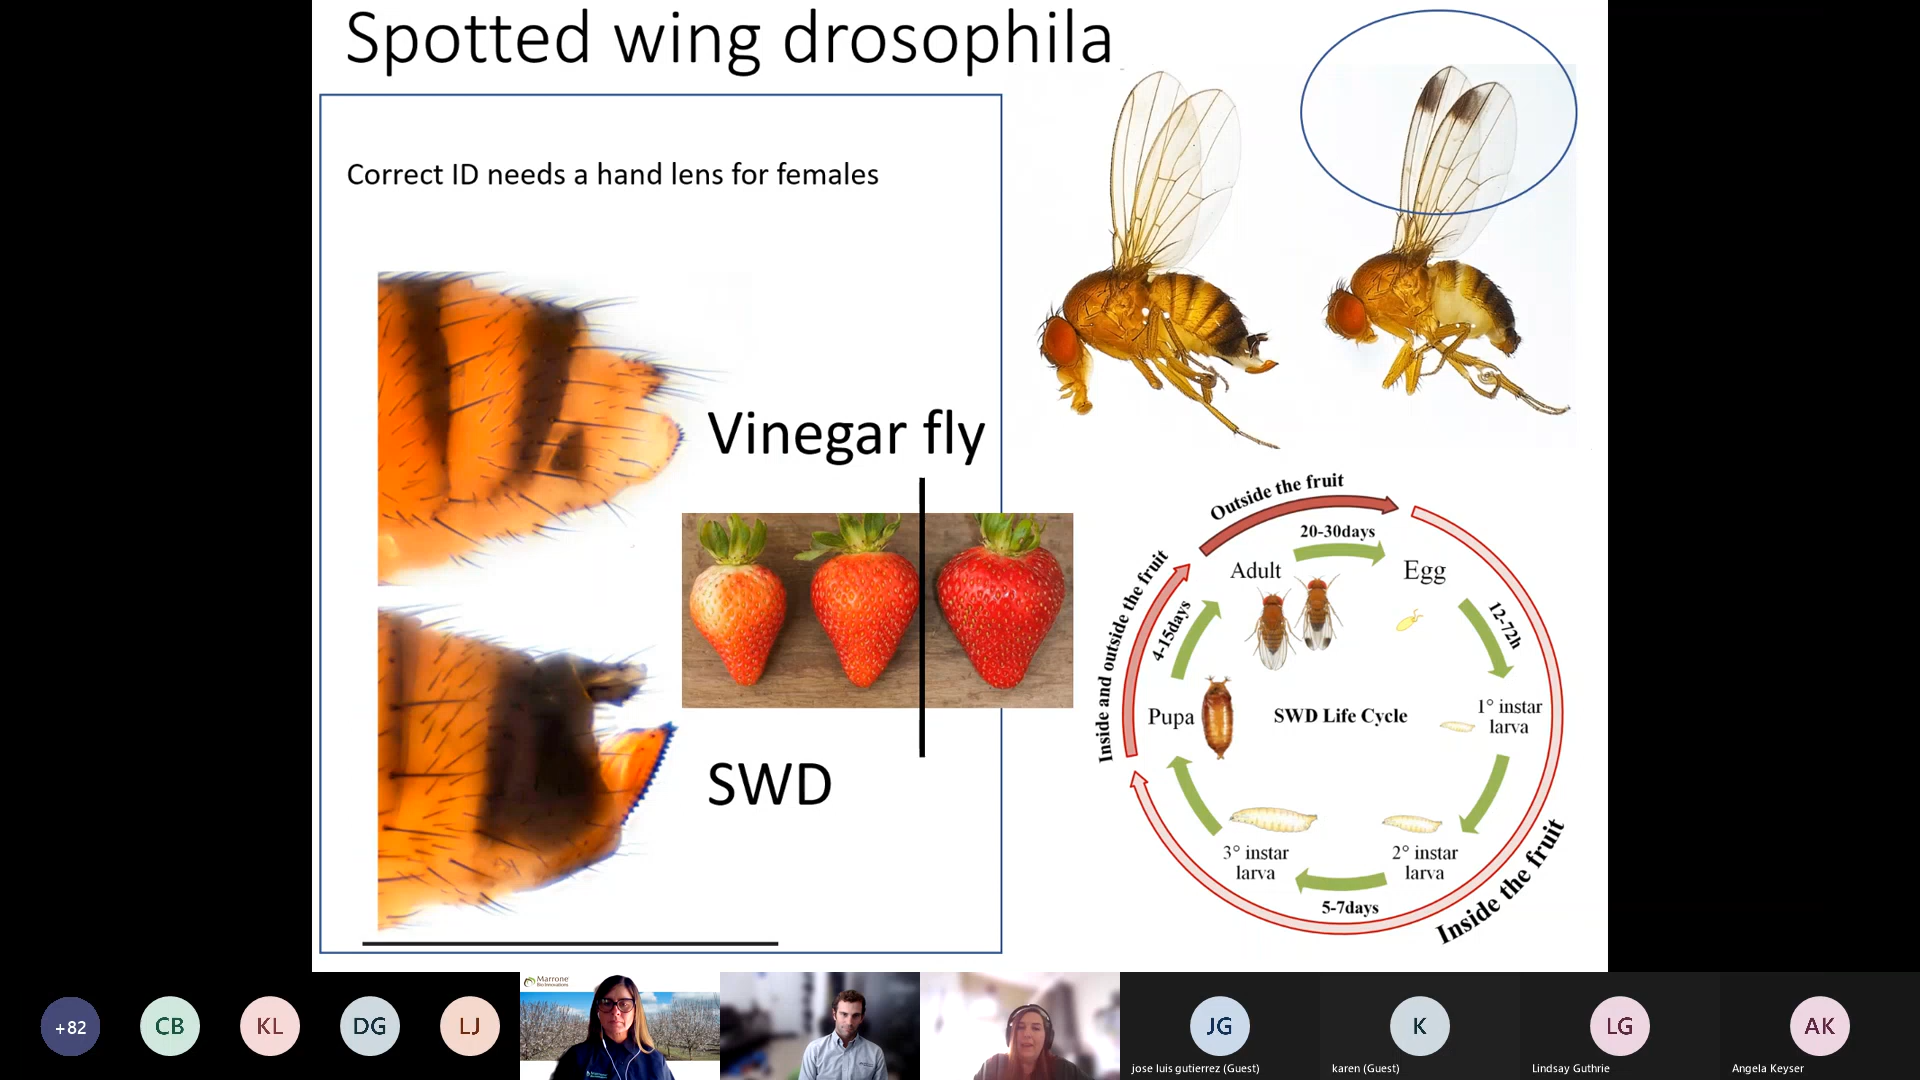 Spotted wing drosophila
Correct ID needs a hand lens for females
Vinegar fly
SWD
Outside the fruit
20-30days
Adult
Egg
12-72h
Inside and outside the fruit
4-15days
1° instar
larva
Pupa
SWD Life Cycle
3° instar
larva
2° instar
larva
5-7days
Inside the fruit
+82
CB
KL
DG
LJ
Marrone
Bio Innovations
JG
jose luis gutierrez (Guest)
K
karen (Guest)
LG
Lindsay Guthrie
AK
Angela Keyser